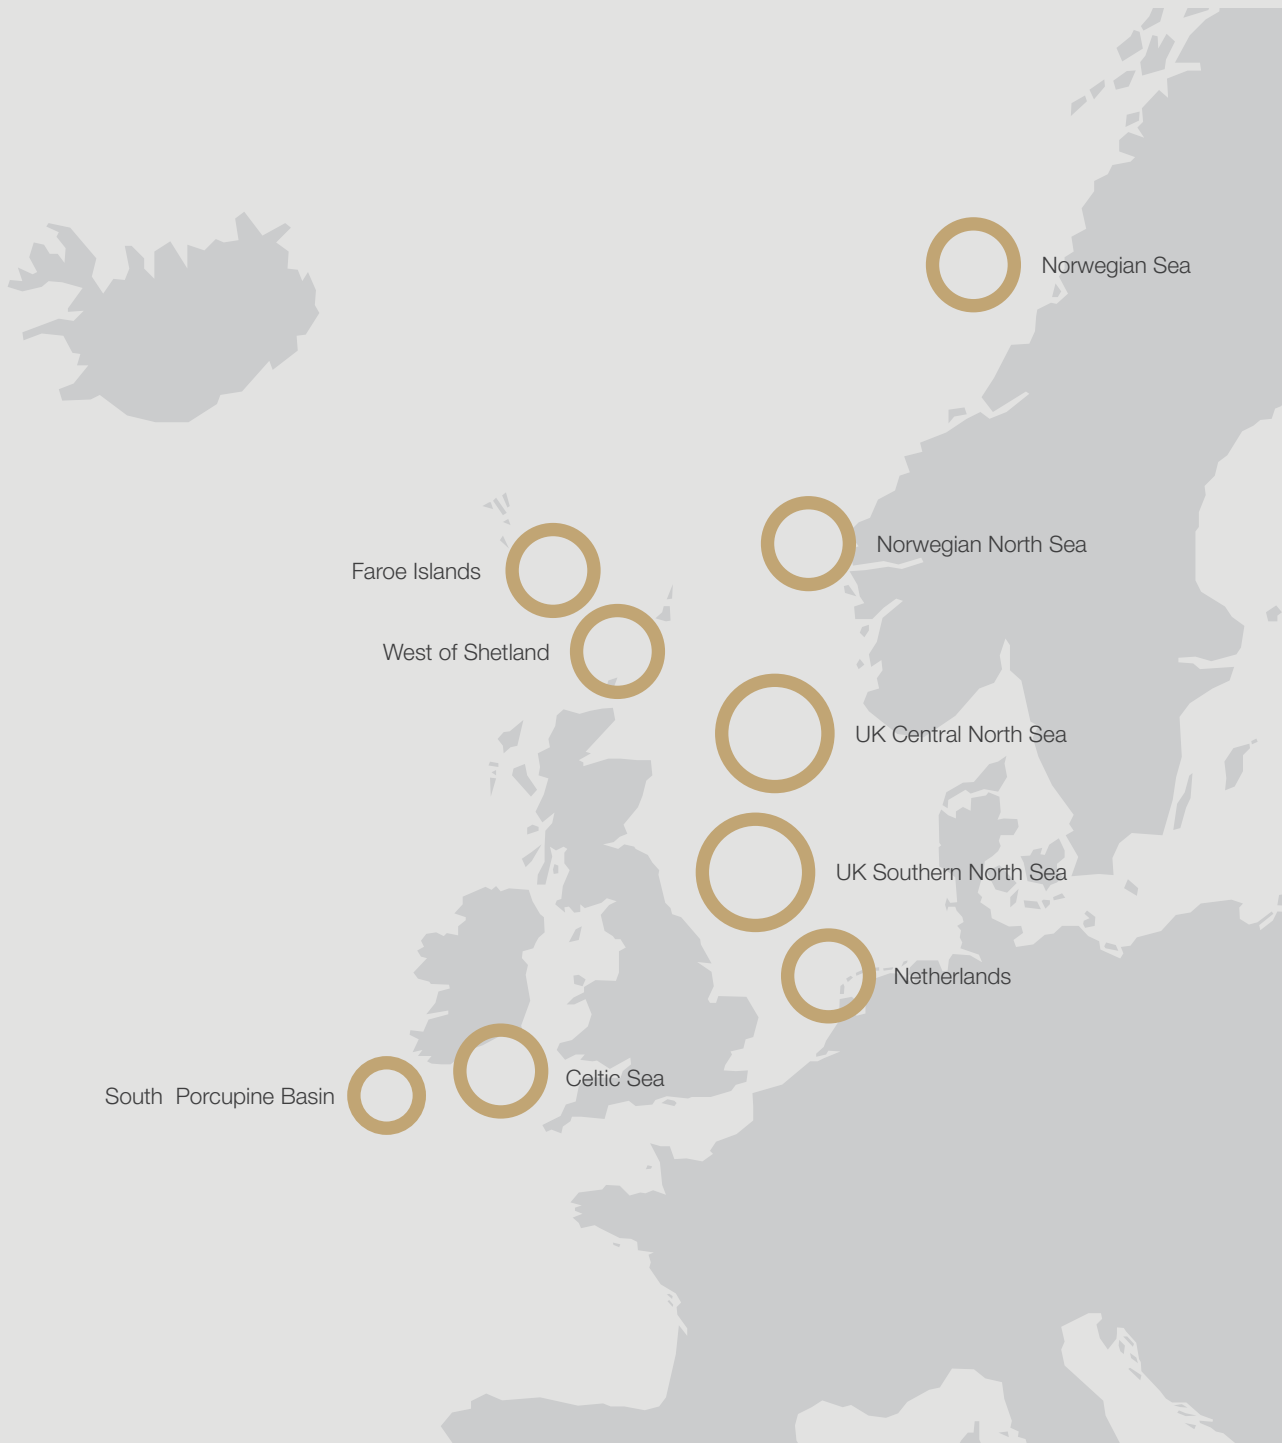 Norwegian Sea
Norwegian North Sea
Faroe Islands
West of Shetland
UK Central North Sea
UK Southern North Sea
Netherlands
Celtic Sea
South  Porcupine Basin